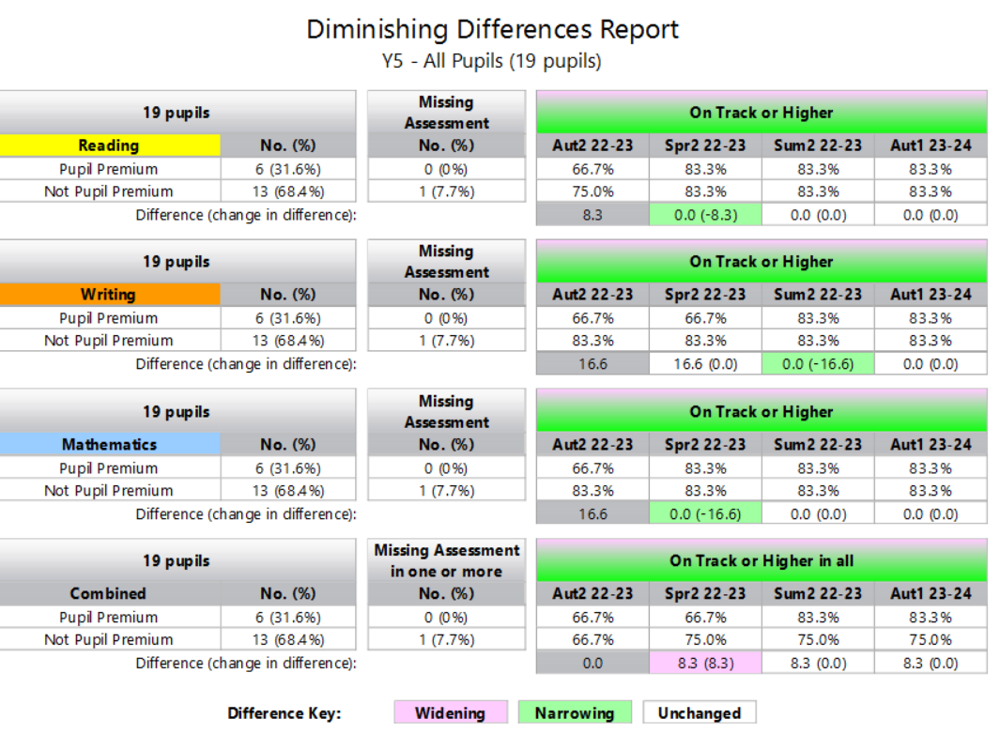 Diminishing Differences Report
Y5 - All Pupils (19 pupils)
19 pupils Missing Assessment On Track or Higher
Reading No. (%) No. (%) Aut2 22-23 Spr2 22-23 Sum2 22-23 Aut1 23-24
Pupil Premium 6 (31.6%) 0 (0%) 66.7% 83.3% 83.3% 83.3%
Not Pupil Premium 13 (68.4%) 1 (7.7%) 75.0% 83.3% 83.3% 83.3%
Difference (change in difference): 8.3 0.0 (-8.3) 0.0 (0.0) 0.0 (0.0)
19 pupils Missing Assessment On Track or Higher
Writing No. (%) No. (%) Aut2 22-23 Spr2 22-23 Sum2 22-23 Aut1 23-24
Pupil Premium 6 (31.6%) 0 (0%) 66.7% 66.7% 83.3% 83.3%
Not Pupil Premium 13 (68.4%) 1 (7.7%) 83.3% 83.3% 83.3% 83.3%
Difference (change in difference): 16.6 16.6 (0.0) 0.0 (-16.6) 0.0 (0.0)
19 pupils Missing Assessment On Track or Higher
Mathematics No. (%) No. (%) Aut2 22-23 Spr2 22-23 Sum2 22-23 Aut1 23-24
Pupil Premium 6 (31.6%) 0 (0%) 66.7% 83.3% 83.3% 83.3%
Not Pupil Premium 13 (68.4%) 1 (7.7%) 83.3% 83.3% 83.3% 83.3%
Difference (change in difference): 16.6 0.0 (-16.6) 0.0 (0.0) 0.0 (0.0)
19 pupils Missing Assessment in one or more On Track or Higher in all
Combined No. (%) No. (%) Aut2 22-23 Spr2 22-23 Sum2 22-23 Aut1 23-24
Pupil Premium 6 (31.6%) 0 (0%) 66.7% 66.7% 83.3% 83.3%
Not Pupil Premium 13 (68.4%) 1 (7.7%) 66.7% 75.0% 75.0% 75.0%
Difference (change in difference): 0.0 8.3 (8.3) 8.3 (0.0) 8.3 (0.0)
Difference Key: Widening Narrowing Unchanged